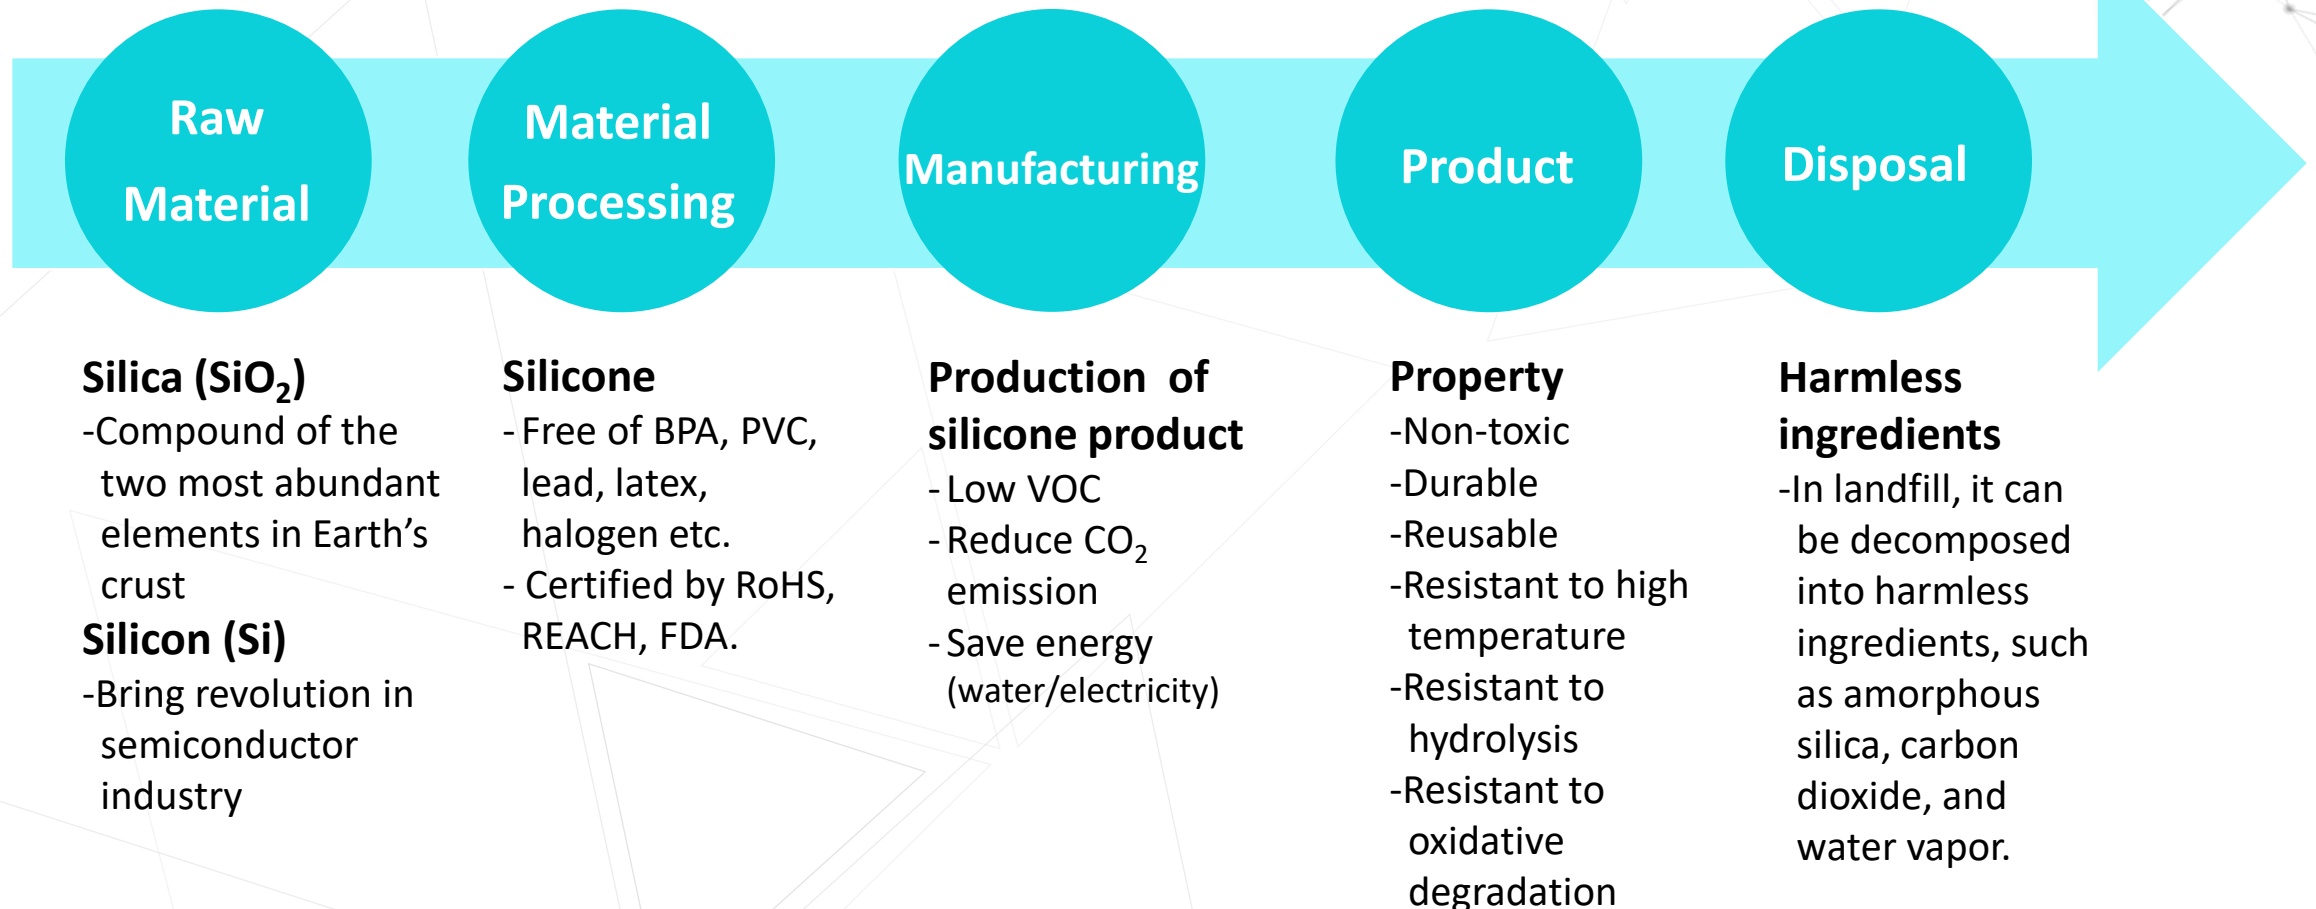 Raw
Material
Material
Processing
Manufacturing
Product
Disposal
Silica (SiO₂)
-Compound of the
two most abundant
elements in Earth’s
crust
Silicon (Si)
-Bring revolution in
semiconductor
industry
Silicone
- Free of BPA, PVC,
lead, latex,
halogen etc.
- Certified by RoHS,
REACH, FDA.
Production of
silicone product
- Low VOC
- Reduce CO₂
emission
- Save energy
(water/electricity)
Property
-Non-toxic
-Durable
-Reusable
-Resistant to high
temperature
-Resistant to
hydrolysis
-Resistant to
oxidative
degradation
Harmless
ingredients
-In landfill, it can
be decomposed
into harmless
ingredients, such
as amorphous
silica, carbon
dioxide, and
water vapor.